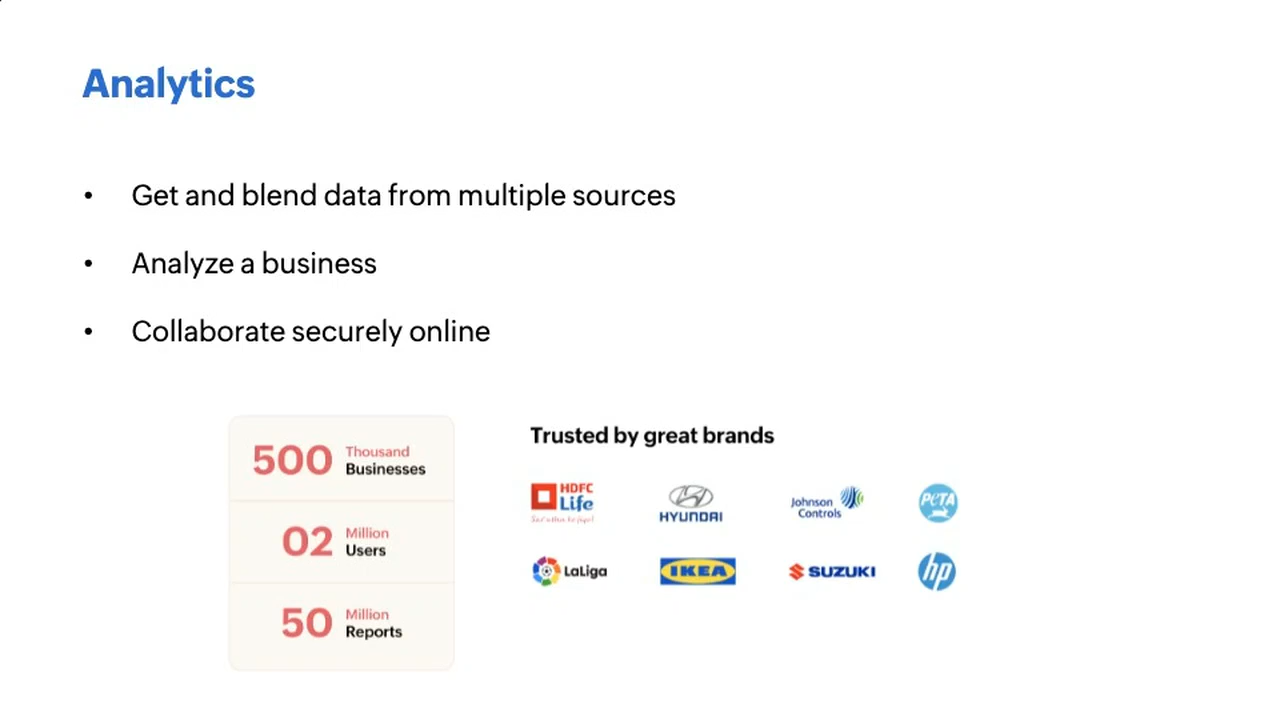 Analytics
• Get and blend data from multiple sources
• Analyze a business
• Collaborate securely online
500 Thousand Businesses
02 Million Users
50 Million Reports
Trusted by great brands
HDFC Life
HYUNDAI
Johnson Controls
PeTA
LaLiga
IKEA
SUZUKI
hp